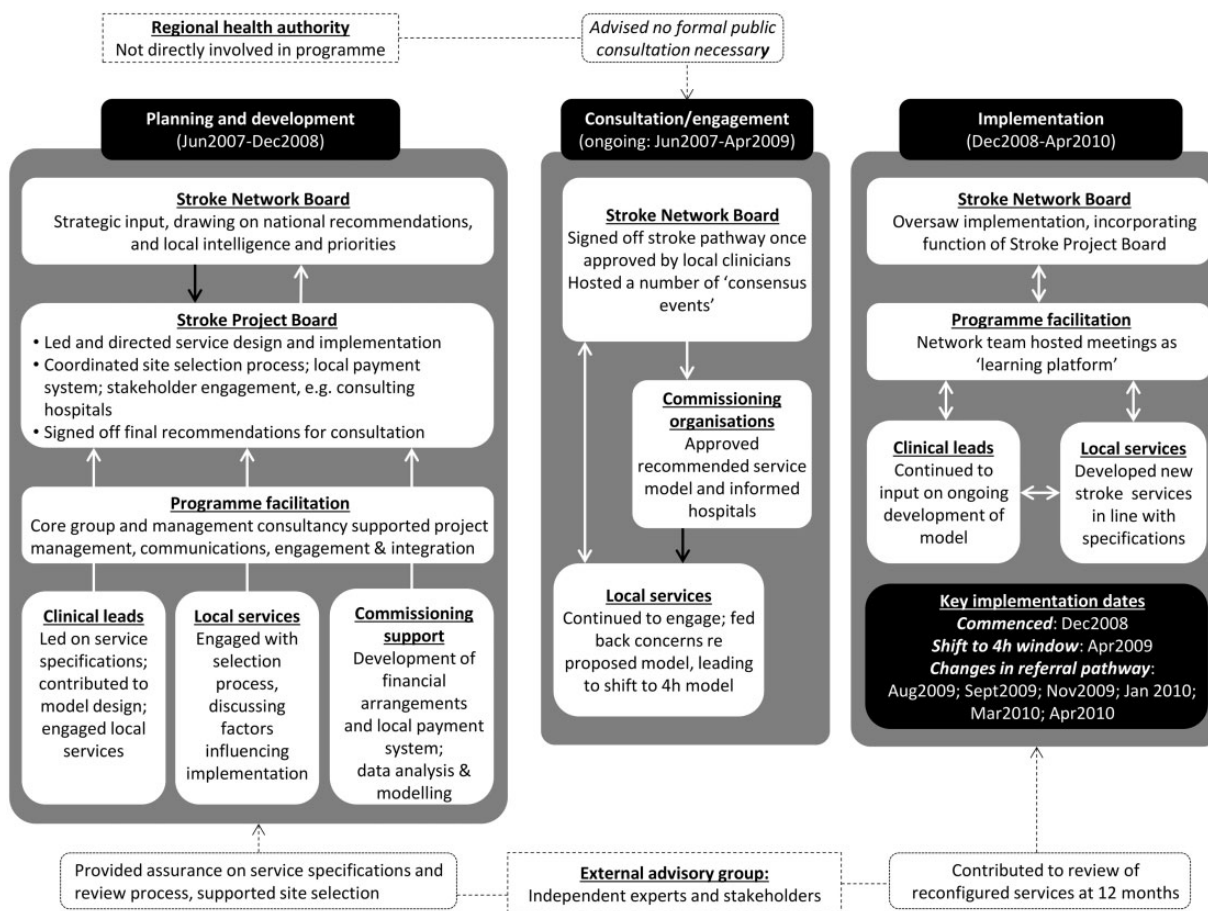 Regional health authority
Not directly involved in programme
Advised no formal public
consultation necessary
Planning and development
(Jun2007-Dec2008)
Stroke Network Board
Strategic input, drawing on national recommendations,
and local intelligence and priorities
Stroke Project Board
• Led and directed service design and implementation
• Coordinated site selection process; local payment
system; stakeholder engagement, e.g. consulting
hospitals
• Signed off final recommendations for consultation
Programme facilitation
Core group and management consultancy supported project
management, communications, engagement & integration
Clinical leads
Led on service
specifications;
contributed to
model design;
engaged local
services
Local services
Engaged with
selection
process,
discussing
factors
influencing
implementation
Commissioning
support
Development of
financial
arrangements
and local payment
system;
data analysis &
modelling
Consultation/engagement
(ongoing: Jun2007-Apr2009)
Stroke Network Board
Signed off stroke pathway once
approved by local clinicians
Hosted a number of ‘consensus
events’
Commissioning
organisations
Approved
recommended service
model and informed
hospitals
Local services
Continued to engage; fed
back concerns re
proposed model, leading
to shift to 4h model
Implementation
(Dec2008-Apr2010)
Stroke Network Board
Oversaw implementation, incorporating
function of Stroke Project Board
Programme facilitation
Network team hosted meetings as
‘learning platform’
Clinical leads
Continued to
input on ongoing
development of
model
Local services
Developed new
stroke services
in line with
specifications
Key implementation dates
Commenced: Dec2008
Shift to 4h window: Apr2009
Changes in referral pathway:
Aug2009; Sept2009; Nov2009; Jan 2010;
Mar2010; Apr2010
Provided assurance on service specifications and
review process, supported site selection
External advisory group:
Independent experts and stakeholders
Contributed to review of
reconfigured services at 12 months